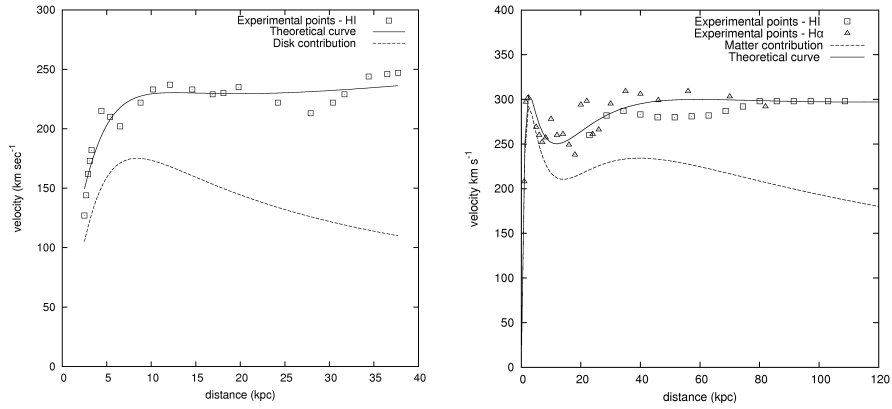 Experimental points - HI
Theoretical curve
Disk contribution
300
250
200
150
100
50
0
velocity (km sec-1)
0 5 10 15 20 25 30 35 40
distance (kpc)
Experimental points - HI
Experimental points - Hα
Matter contribution
Theoretical curve
400
350
300
250
200
150
100
50
0
velocity km s-1
0 20 40 60 80 100 120
distance (kpc)